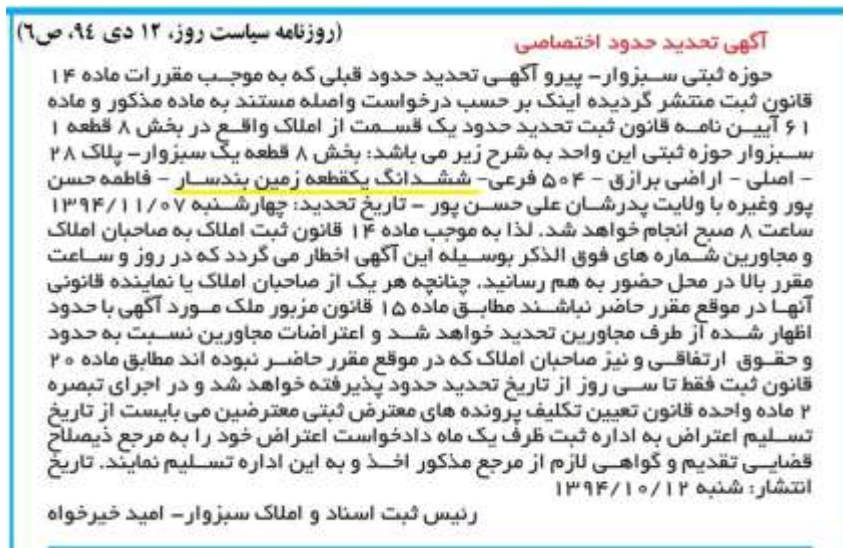 (روزنامه سیاست روز، ۱۲ دی ۹٤، ص٦)
آگهی تحدید حدود اختصاصی
حوزه ثبتی سبزوار– پیرو آگهی تحدید حدود قبلی که به موجب مقررات ماده ۱۴
قانون ثبت منتشر گردیده اینک بر حسب درخواست واصله مستند به ماده مذکور و ماده
۶۱ آیین نامه قانون ثبت تحدید حدود یک قسمت از املاک واقع در بخش ۸ قطعه ۱
سبزوار حوزه ثبتی این واحد به شرح زیر می باشد: بخش ۸ قطعه یک سبزوار– پلاک ۲۸
– اصلی – اراضی برازق – ۵۰۴ فرعی– ششدانگ یکقطعه زمین بندسار – فاطمه حسن
پور وغیره با ولایت پدرشان علی حسن پور – تاریخ تحدید: چهارشنبه ۱۳۹۴/۱۱/۰۷
ساعت ۸ صبح انجام خواهد شد. لذا به موجب ماده ۱۴ قانون ثبت املاک به صاحبان املاک
و مجاورین شماره های فوق الذکر بوسیله این آگهی اخطار می گردد که در روز و ساعت
مقرر بالا در محل حضور به هم رسانید. چنانچه هر یک از صاحبان املاک یا نماینده قانونی
آنها در موقع مقرر حاضر نباشند مطابق ماده ۱۵ قانون مزبور ملک مورد آگهی با حدود
اظهار شده از طرف مجاورین تحدید خواهد شد و اعتراضات مجاورین نسبت به حدود
و حقوق ارتفاقی و نیز صاحبان املاک که در موقع مقرر حاضر نبوده اند مطابق ماده ۲۰
قانون ثبت فقط تا سی روز از تاریخ تحدید حدود پذیرفته خواهد شد و در اجرای تبصره
۲ ماده واحده قانون تعیین تکلیف پرونده های معترض ثبتی معترضین می بایست از تاریخ
تسلیم اعتراض به اداره ثبت ظرف یک ماه دادخواست اعتراض خود را به مرجع ذیصلاح
قضایی تقدیم و گواهی لازم از مرجع مذکور اخذ و به این اداره تسلیم نمایند. تاریخ
انتشار: شنبه ۱۳۹۴/۱۰/۱۲
رئیس ثبت اسناد و املاک سبزوار– امید خیرخواه